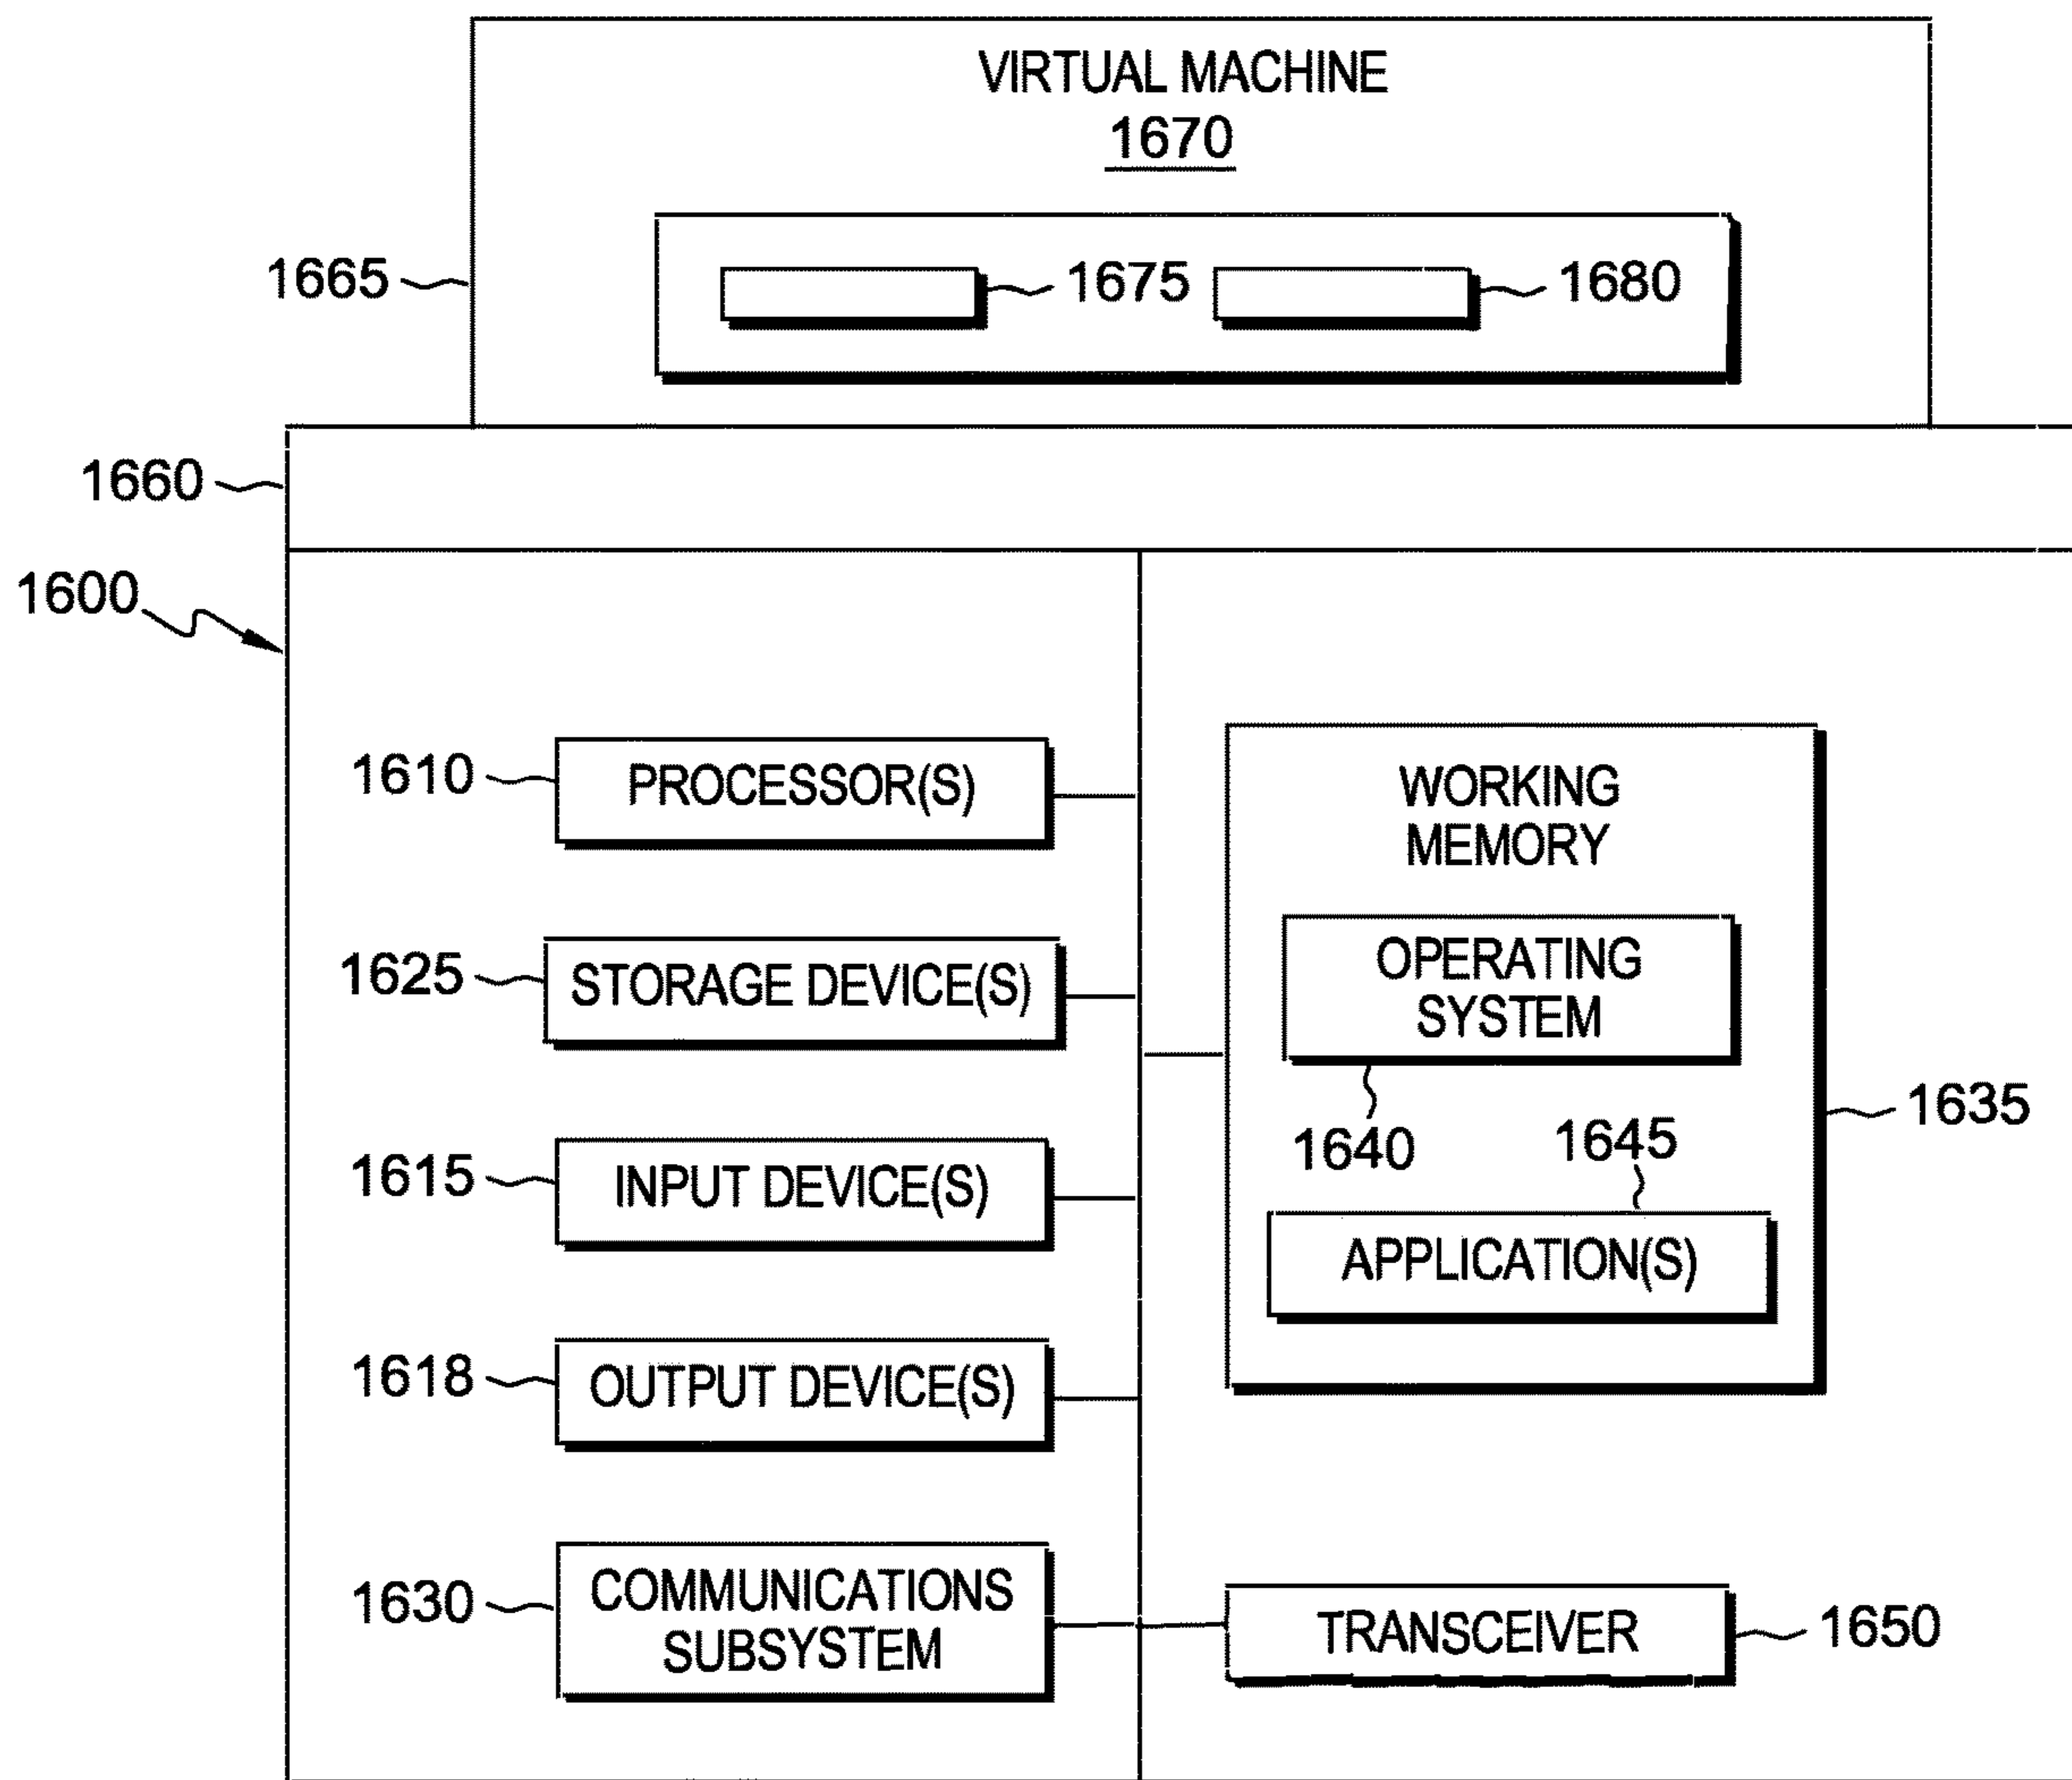 VIRTUAL MACHINE
1670
1665
1675
1680
1660
1600
1610
PROCESSOR(S)
WORKING
MEMORY
1625
STORAGE DEVICE(S)
OPERATING
SYSTEM
1635
1640
1645
1615
INPUT DEVICE(S)
APPLICATION(S)
1618
OUTPUT DEVICE(S)
1630
COMMUNICATIONS
SUBSYSTEM
TRANSCEIVER
1650